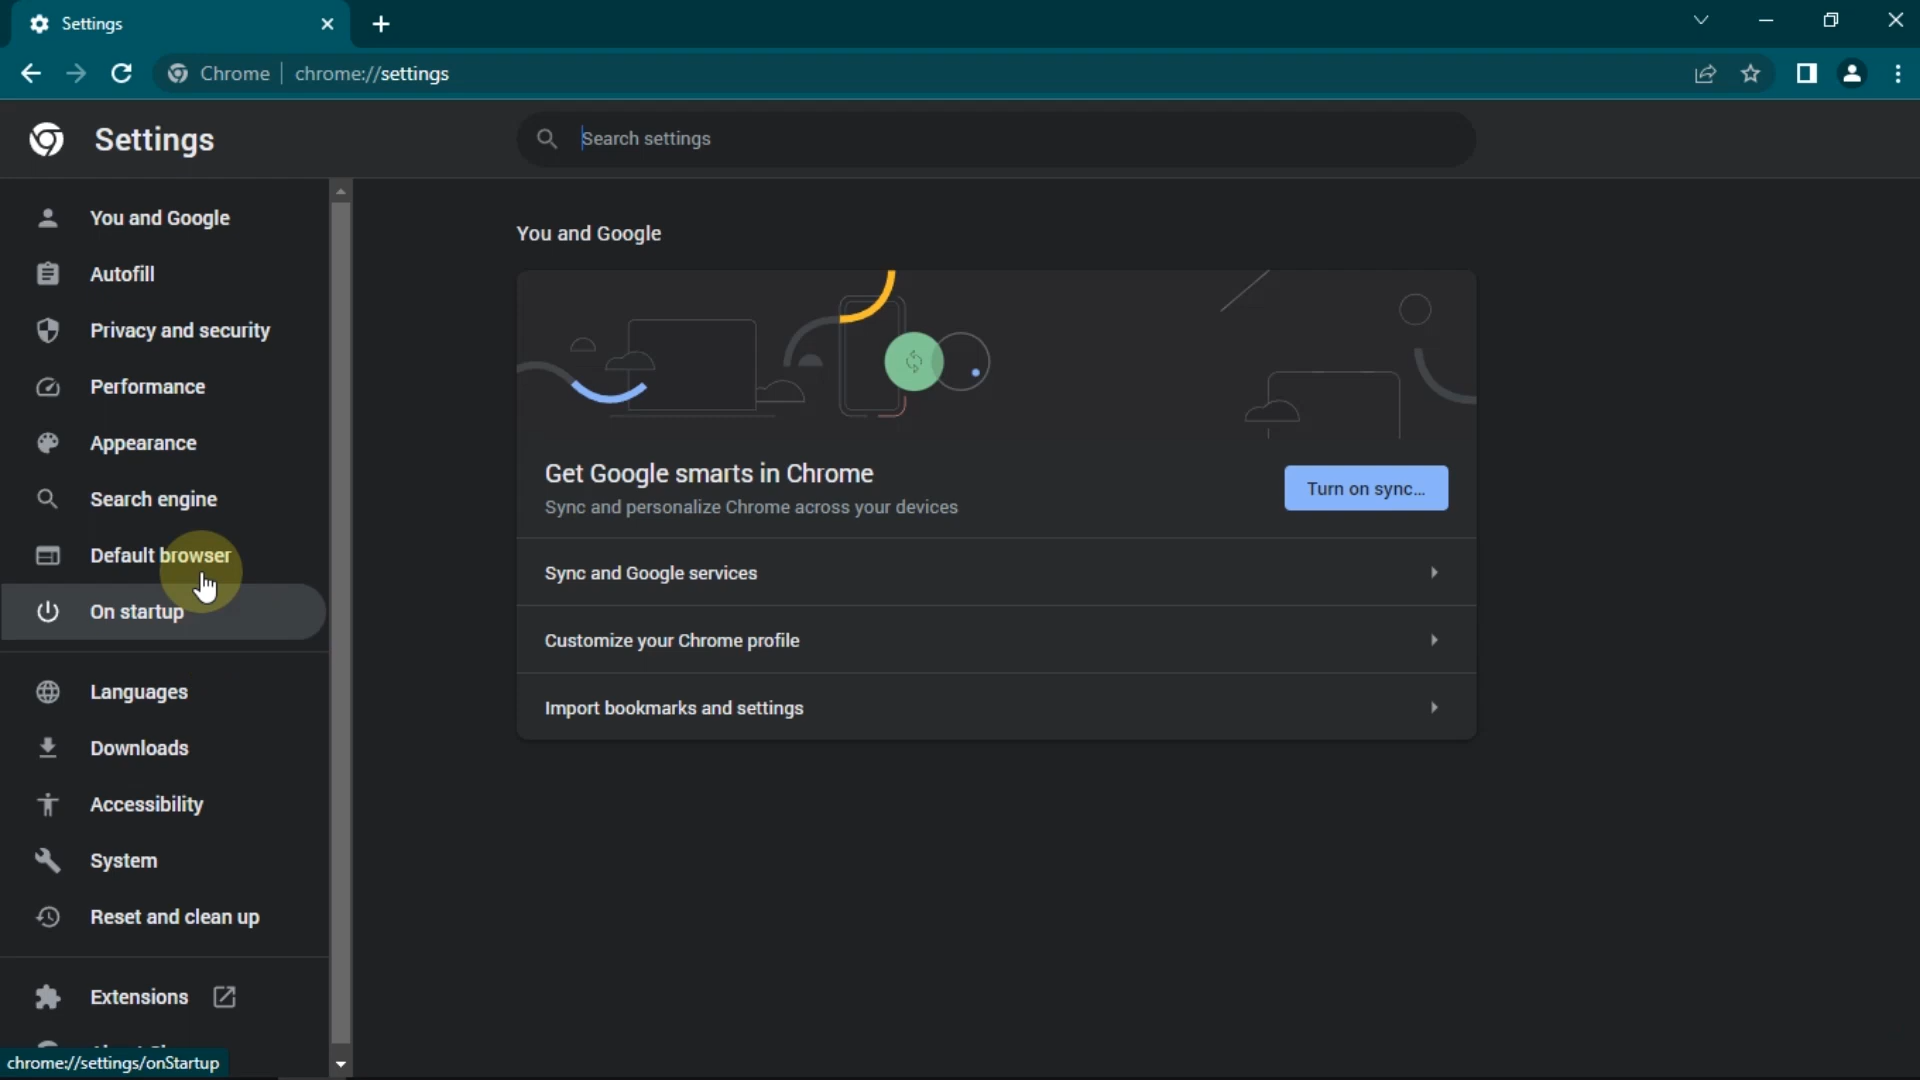 Settings
Chrome chrome://settings
Settings
Search settings
You and Google
Autofill
Privacy and security
Performance
Appearance
Search engine
Default browser
On startup
Languages
Downloads
Accessibility
System
Reset and clean up
Extensions
chrome://settings/onStartup
You and Google
Get Google smarts in Chrome
Sync and personalize Chrome across your devices
Turn on sync...
Sync and Google services
Customize your Chrome profile
Import bookmarks and settings